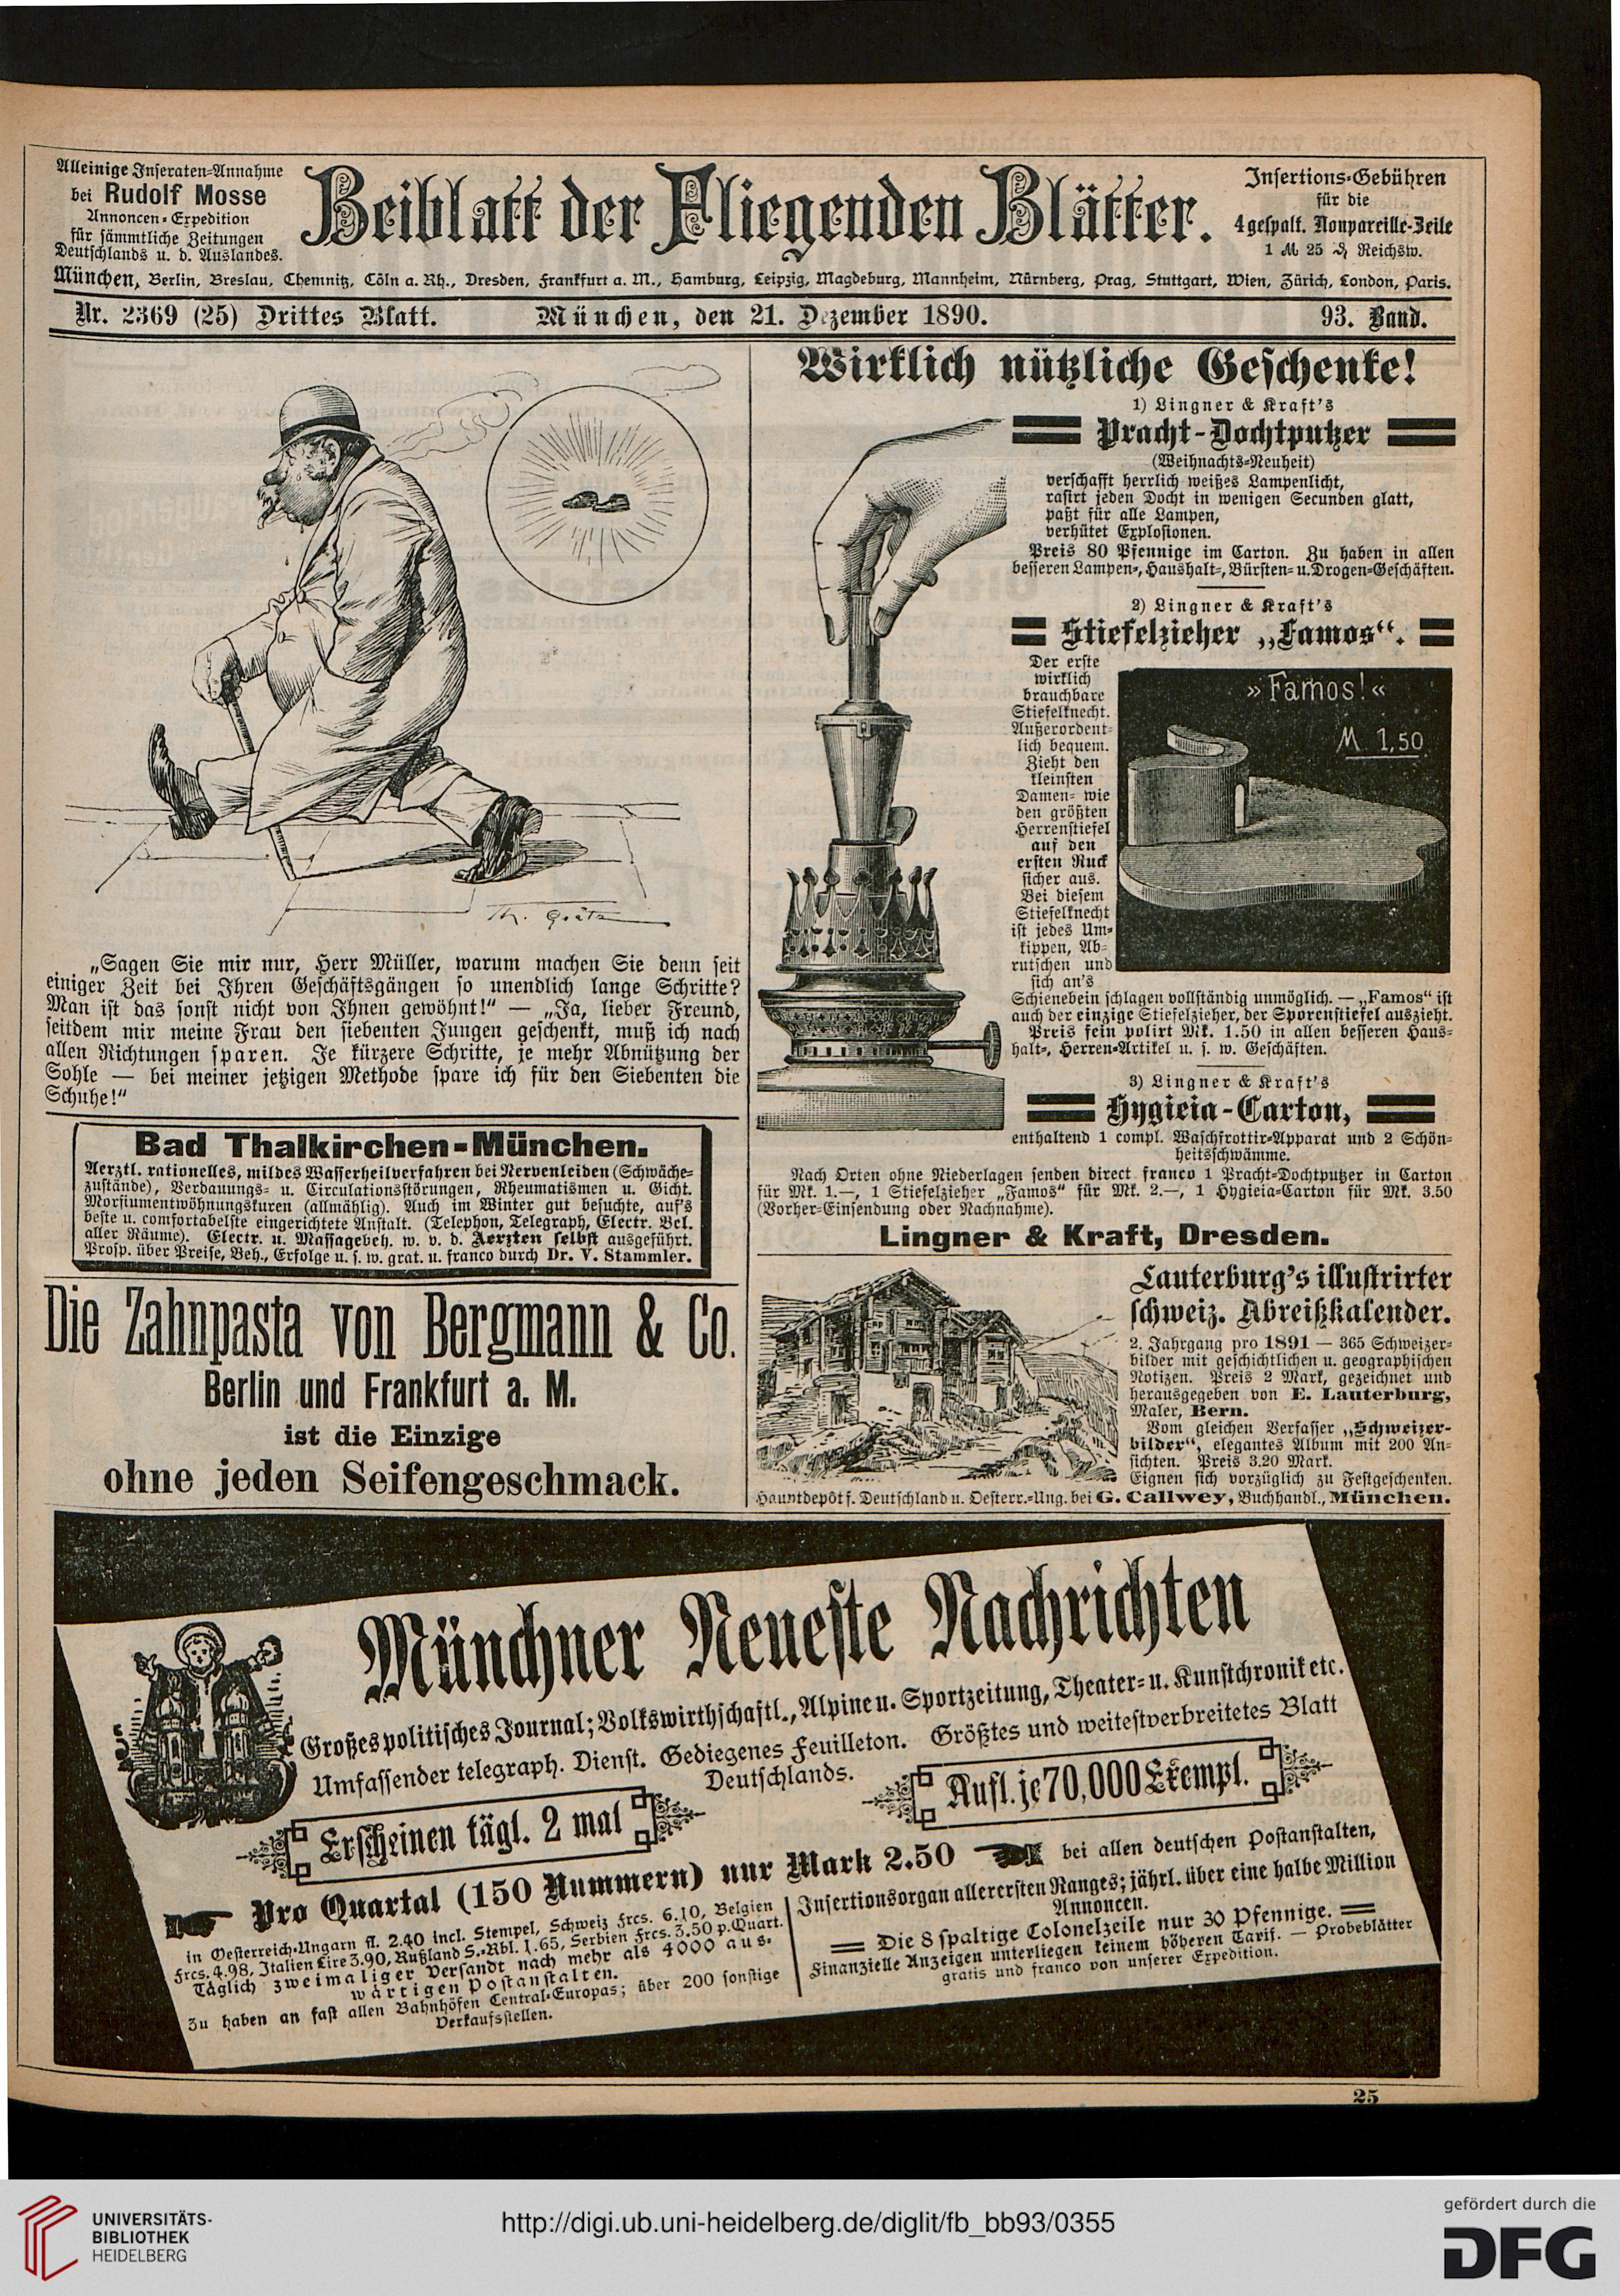 Alleinige Inseraten-Annahme
bei Rudolf Mosse
Annoncen-Expedition
für sämmtliche Zeitungen
Deutschlands u. d. Auslandes.
Beiblatt der Fliegenden Blätter.
Insertions-Gebühren
für die
4 gespalt. Nonpareille-Zeile
1 M 25 ₰ Reichsw.
München, Berlin, Breslau, Chemnitz, Cöln a. Rh., Dresden, Frankfurt a. M., Hamburg, Leipzig, Magdeburg, Mannheim, Nürnberg, Prag, Stuttgart, Wien, Zürich, London, Paris.
Nr. 2369 (25) Drittes Blatt. München, den 21. Dezember 1890. 93. Band.
„Sagen Sie mir nur, Herr Müller, warum machen Sie denn seit
einiger Zeit bei Ihren Geschäftsgängen so unendlich lange Schritte?
Man ist das sonst nicht von Ihnen gewöhnt!“ — „Ja, lieber Freund,
seitdem mir meine Frau den siebenten Jungen geschenkt, muß ich nach
allen Richtungen sparen. Je kürzere Schritte, je mehr Abnützung der
Sohle — bei meiner jetzigen Methode spare ich für den Siebenten die
Schuhe!“
Bad Thalkirchen-München.
Aerztl. rationelles, mildes Wasserheilverfahren bei Nervenleiden (Schwäche-
zustände), Verdauungs- u. Circulationsstörungen, Rheumatismen u. Gicht.
Morfiumentwöhnungskuren (allmählig). Auch im Winter gut besuchte, auf's
beste u. comfortabelste eingerichtete Anstalt. (Telephon, Telegraph, Electr. Bel.
aller Räume). Electr. u. Massagebeh. w. v. d. Aerzten selbst ausgeführt.
Prosp. über Preise, Beh., Erfolge u. s. w. grat. u. franco durch Dr. V. Stammler.
Die Zahnpasta von Bergmann & Co.
Berlin und Frankfurt a. M.
ist die Einzige
ohne jeden Seifengeschmack.
Wirklich nützliche Geschenke!
1) Lingner & Kraft's
Pracht-Dochtputzer
(Weihnachts-Neuheit)
verschafft herrlich weißes Lampenlicht,
rasirt jeden Docht in wenigen Secunden glatt,
paßt für alle Lampen,
verhütet Explosionen.
Preis 80 Pfennige im Carton. Zu haben in allen
besseren Lampen-, Haushalt-, Bürsten- u. Drogen-Geschäften.
2) Lingner & Kraft's
Stiefelzieher „Famos“.
Der erste
wirklich
brauchbare
Stiefelknecht.
Außerordent-
lich bequem.
Zieht den
kleinsten
Damen- wie
den größten
Herrenstiefel
auf den
ersten Ruck
sicher aus.
Bei diesem
Stiefelknecht
ist jedes Um-
kippen, Ab-
rutschen und
sich an's
»Famos!«
M 1,50
Schienebein schlagen vollständig unmöglich. — „Famos“ ist
auch der einzige Stiefelzieher, der Sporenstiefel auszieht.
Preis fein polirt Mk. 1.50 in allen besseren Haus-
halt-, Herren-Artikel u. s. w. Geschäften.
3) Lingner & Kraft's
Hygieia-Carton,
enthaltend 1 compl. Waschfrottir-Apparat und 2 Schön-
heitsschwämme.
Nach Orten ohne Niederlagen senden direct franco 1 Pracht-Dochtputzer in Carton
für Mk. 1.—, 1 Stiefelzieher „Famos“ für Mk. 2.—, 1 Hygieia-Carton für Mk. 3.50
(Vorher-Einsendung oder Nachnahme).
Lingner & Kraft, Dresden.
Lauterburg's illustrirter
schweiz. Abreißkalender.
2. Jahrgang pro 1891 — 365 Schweizer-
bilder mit geschichtlichen u. geographischen
Notizen. Preis 2 Mark, gezeichnet und
herausgegeben von E. Lauterburg,
Maler, Bern.
Vom gleichen Verfasser „Schweizer-
bilder“, elegantes Album mit 200 An-
sichten. Preis 3.20 Mark.
Eignen sich vorzüglich zu Festgeschenken.
Hauptdepôt f. Deutschland u. Oesterr.-Ung. bei G. Callwey, Buchhandl., München.
Münchner Neueste Nachrichten
Großes politisches Journal; Volkswirthschaftl., Alpine u. Sportzeitung, Theater- u. Kunstchronik etc.
Umfassender telegraph. Dienst. Gediegenes Feuilleton. Größtes und weitestverbreitetes Blatt
Deutschlands.
Erscheinen tägl. 2 mal
Aufl. je 70,000 Exempl.
Pro Quartal (150 Nummern) nur Mark 2.50 bei allen deutschen Postanstalten,
in Oesterreich-Ungarn fl. 2.40 incl. Stempel, Schweiz Frcs. 6.10, Belgien
Frcs. 4.98, Italien Lire 3.90, Rußland S.-Rbl. 1.65, Serbien Frcs. 3.50 p. Quart.
Täglich zweimaliger Versandt nach mehr als 4000 aus-
wärtigen Postanstalten.
Zu haben an fast allen Bahnhöfen Central-Europas; über 200 sonstige
Verkaufsstellen.
Insertionsorgan allerersten Ranges; jährl. über eine halbe Million
Annoncen.
Die 8 spaltige Colonelzeile nur 30 Pfennige.
Finanzielle Anzeigen unterliegen keinem höheren Tarif. — Probeblätter
gratis und franco von unserer Expedition.
25
UNIVERSITÄTS-
BIBLIOTHEK
HEIDELBERG
http://digi.ub.uni-heidelberg.de/diglit/fb_bb93/0355
gefördert durch die
DFG